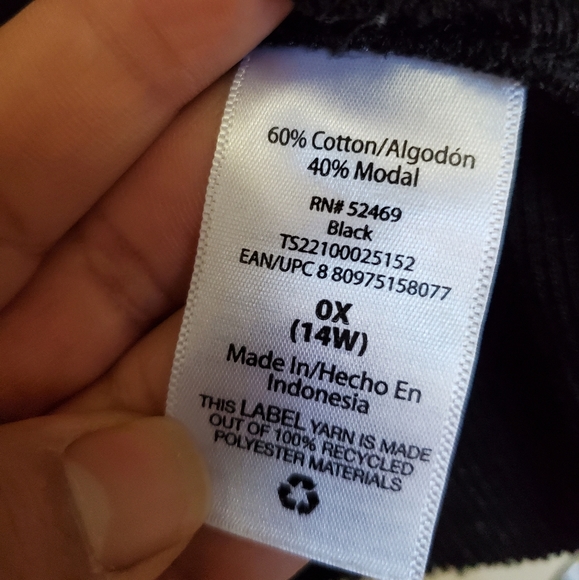 60% Cotton/Algodón
40% Modal
RN# 52469
Black
TS22100025152
EAN/UPC 8 80975158077
0X
(14W)
Made In/Hecho En
Indonesia
THIS LABEL YARN IS MADE
OUT OF 100% RECYCLED
POLYESTER MATERIALS